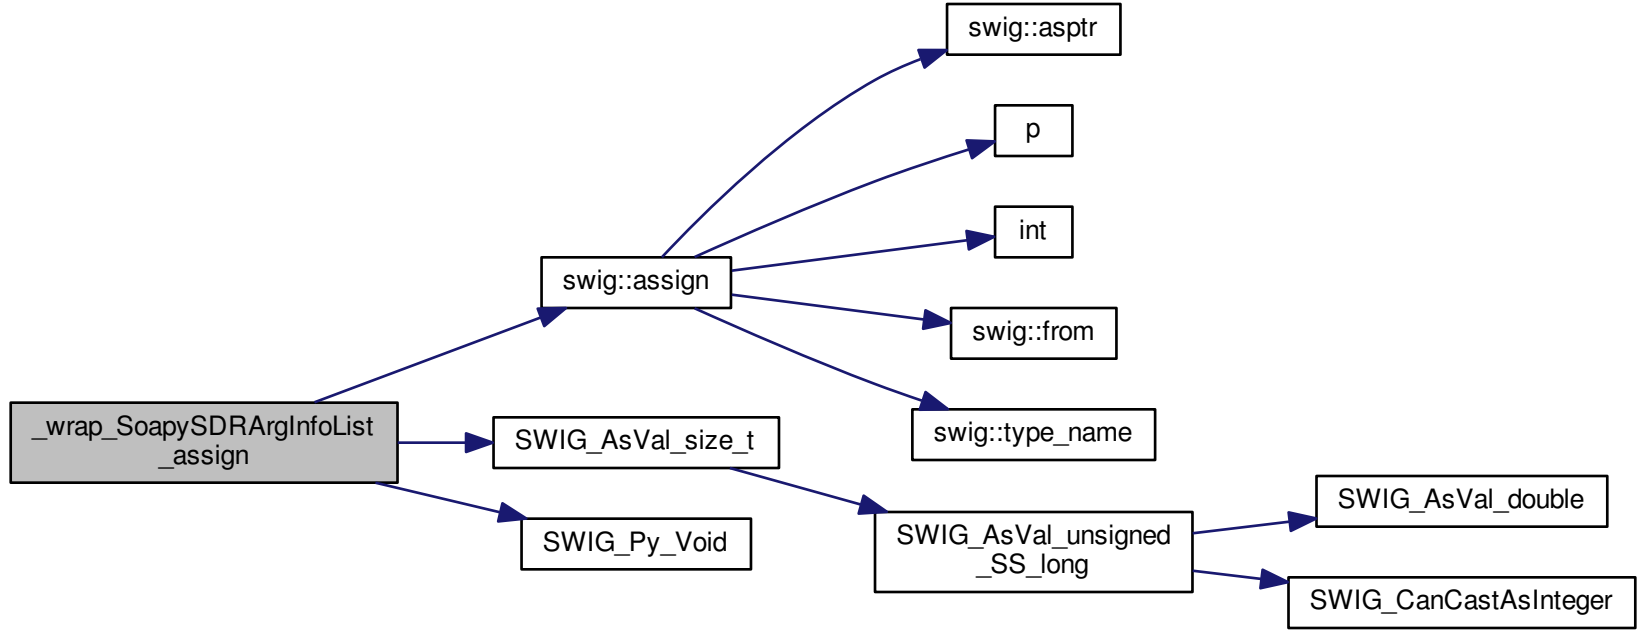 swig::asptr
p
int
swig::assign
swig::from
_wrap_SoapySDRArgInfoList
_assign
SWIG_AsVal_size_t
swig::type_name
SWIG_Py_Void
SWIG_AsVal_unsigned
_SS_long
SWIG_AsVal_double
SWIG_CanCastAsInteger